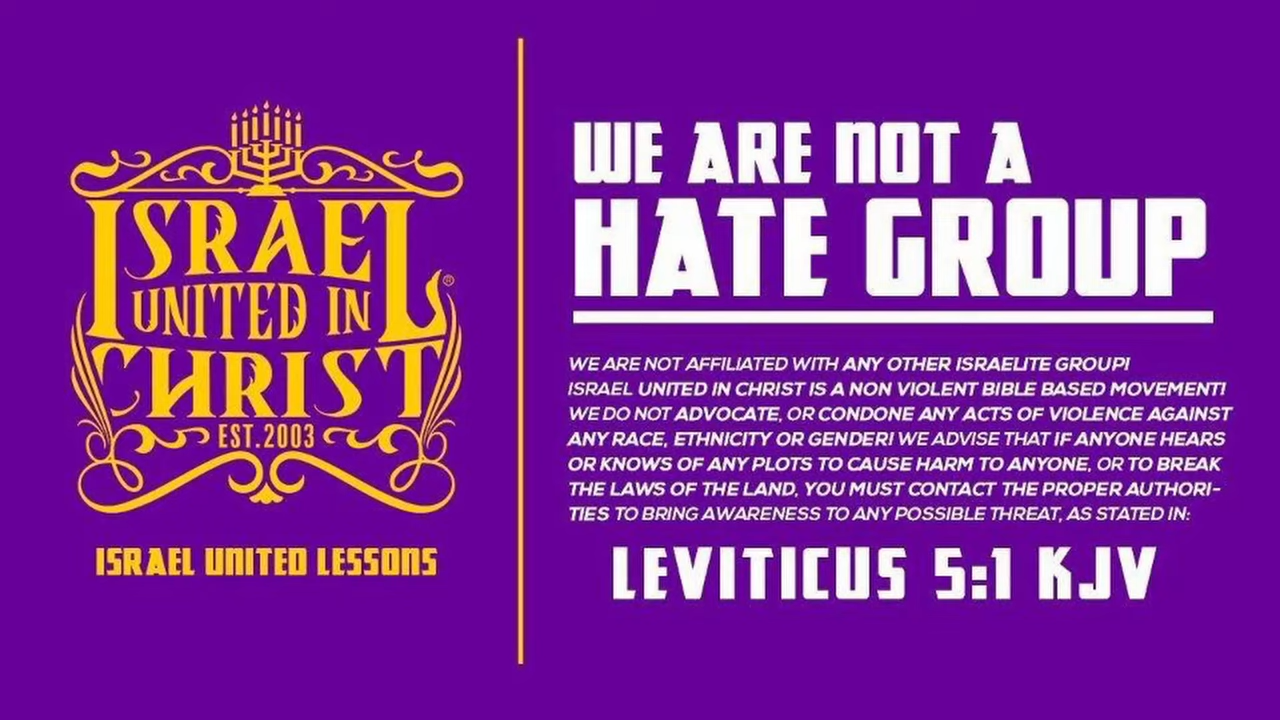 ISRAEL
UNITED IN
CHRIST
®
EST.2003
ISRAEL UNITED LESSONS
WE ARE NOT A
HATE GROUP
WE ARE NOT AFFILIATED WITH ANY OTHER ISRAELITE GROUP!
ISRAEL UNITED IN CHRIST IS A NON VIOLENT BIBLE BASED MOVEMENT!
WE DO NOT ADVOCATE, OR CONDONE ANY ACTS OF VIOLENCE AGAINST
ANY RACE, ETHNICITY OR GENDER! WE ADVISE THAT IF ANYONE HEARS
OR KNOWS OF ANY PLOTS TO CAUSE HARM TO ANYONE, OR TO BREAK
THE LAWS OF THE LAND, YOU MUST CONTACT THE PROPER AUTHORI-
TIES TO BRING AWARENESS TO ANY POSSIBLE THREAT, AS STATED IN:
LEVITICUS 5:1 KJV